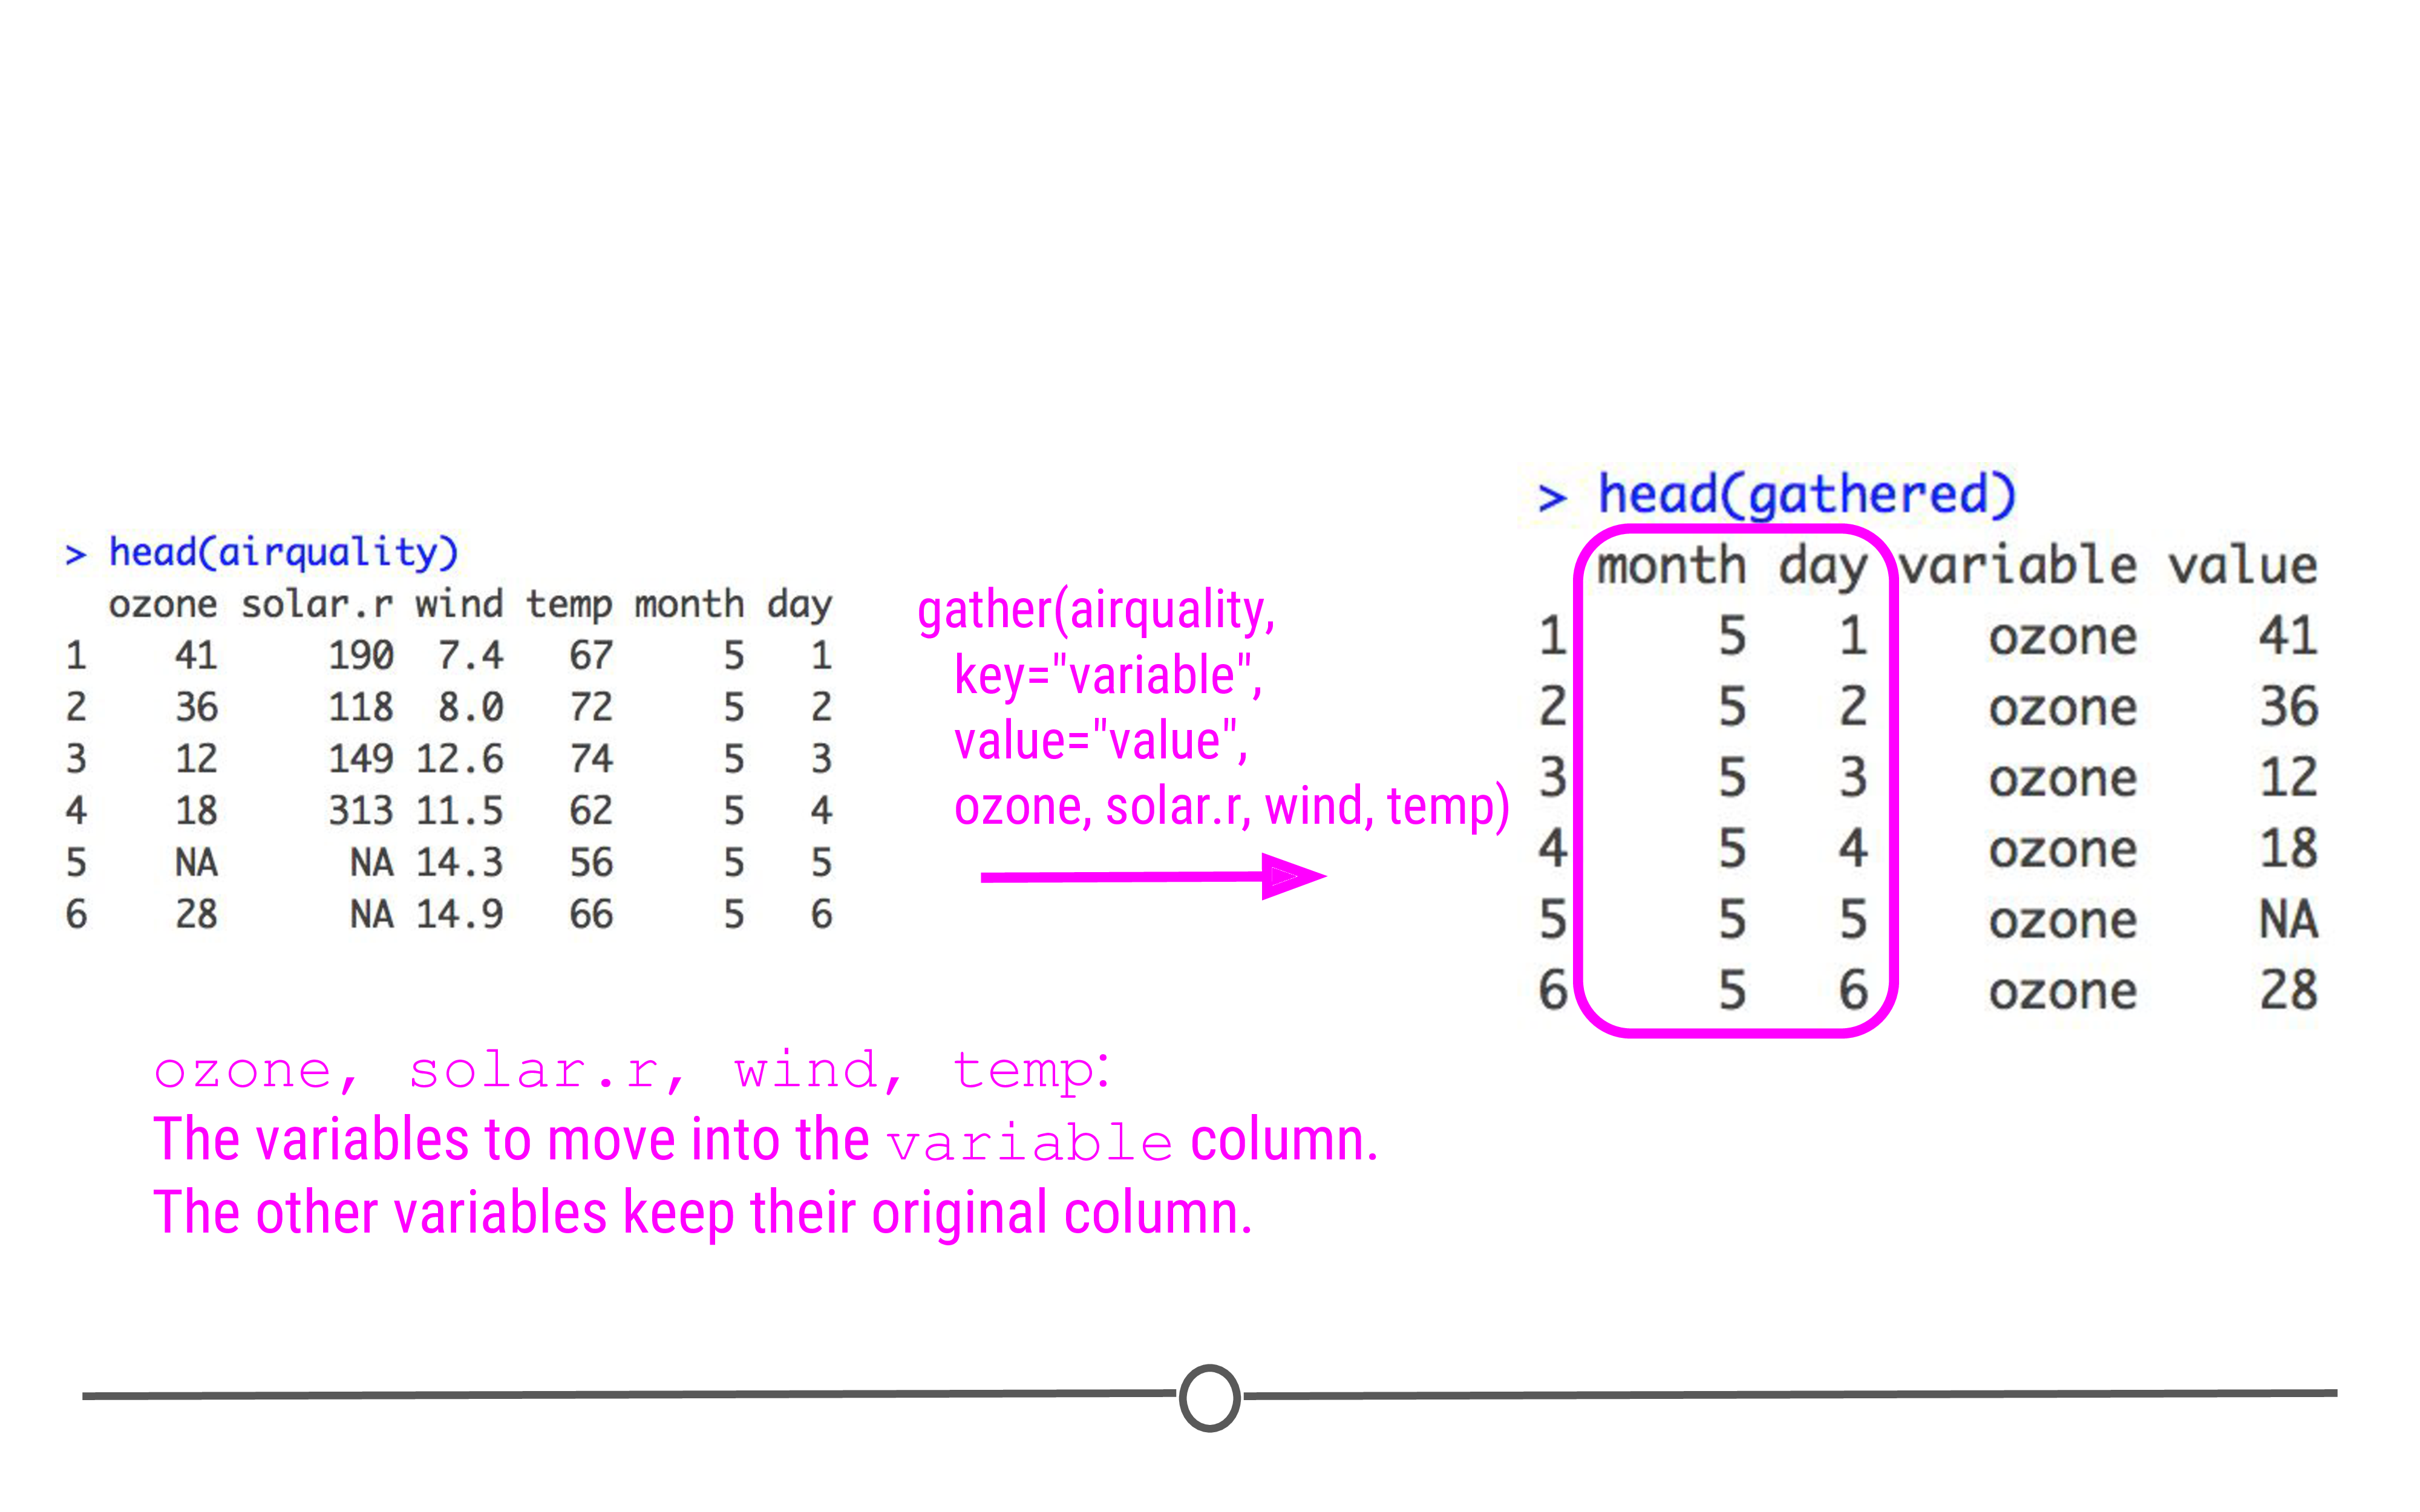 > head(airquality)
ozone solar.r wind temp month day
1 41 190 7.4 67 5 1
2 36 118 8.0 72 5 2
3 12 149 12.6 74 5 3
4 18 313 11.5 62 5 4
5 NA NA 14.3 56 5 5
6 28 NA 14.9 66 5 6
gather(airquality,
key="variable",
value="value",
ozone, solar.r, wind, temp)
> head(gathered)
month day variable value
1 5 1 ozone 41
2 5 2 ozone 36
3 5 3 ozone 12
4 5 4 ozone 18
5 5 5 ozone NA
6 5 6 ozone 28
ozone, solar.r, wind, temp:
The variables to move into the variable column.
The other variables keep their original column.